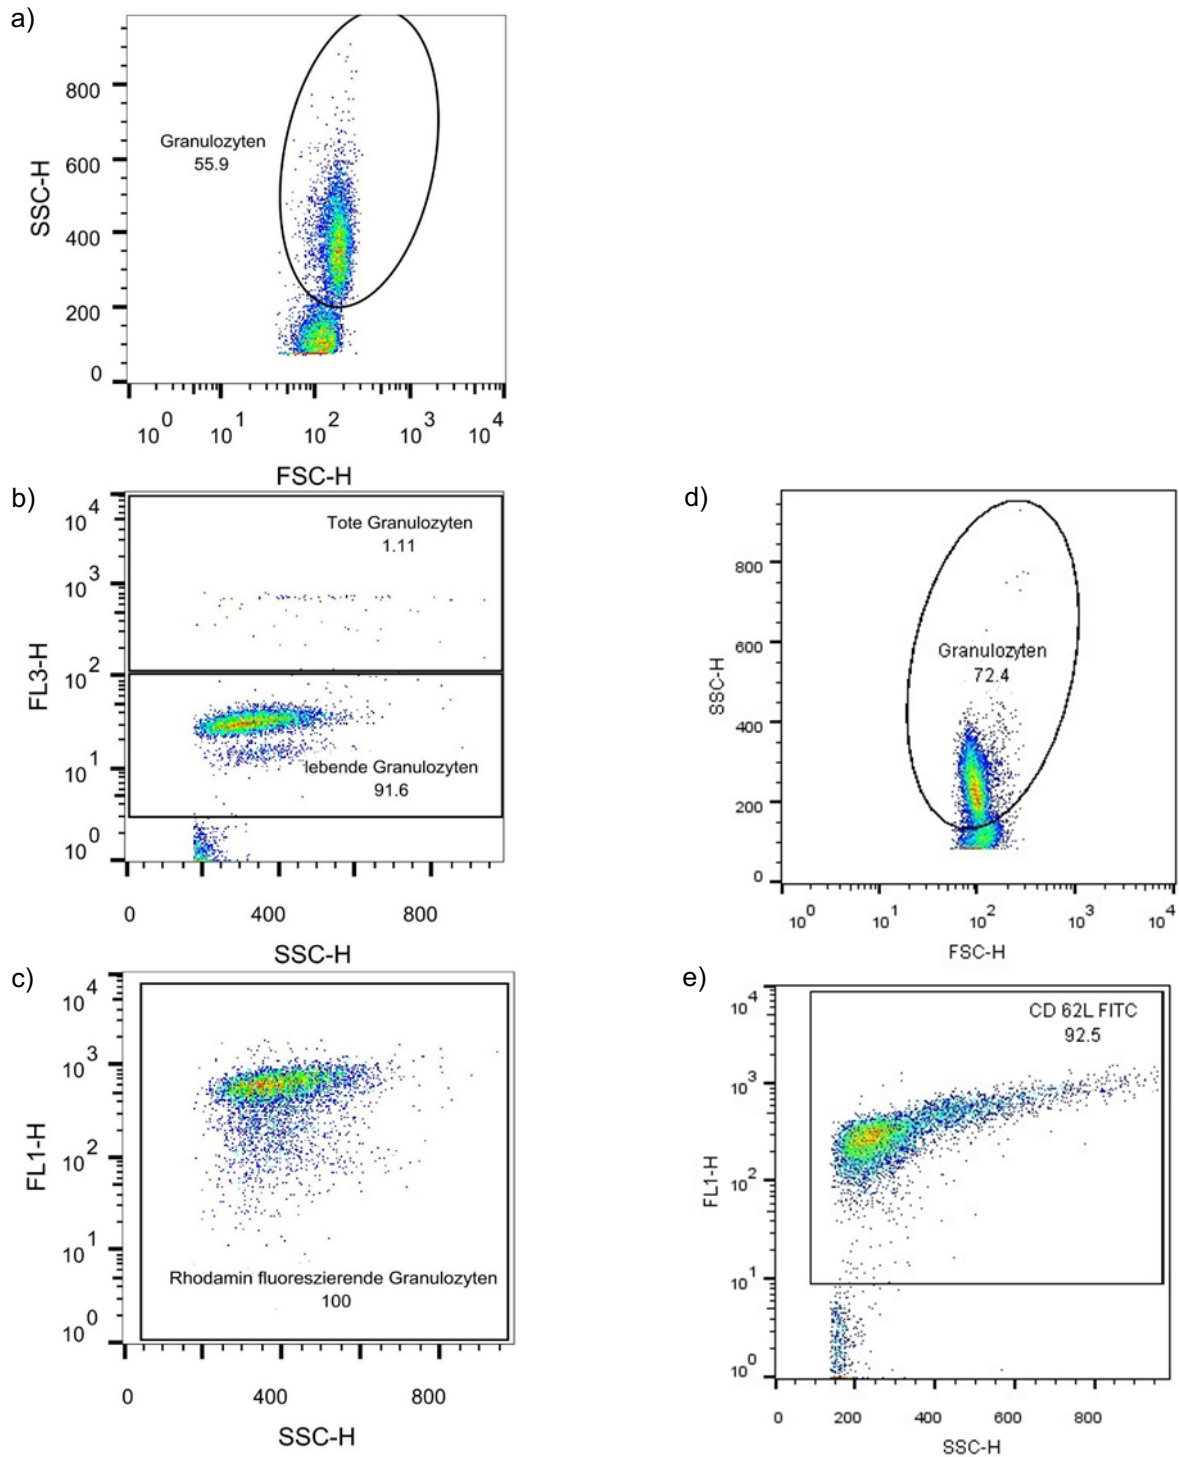 a)
800
600
400
200
0
SSC-H
Granulozyten
55.9
10^0 10^1 10^2 10^3 10^4
FSC-H
b)
10^4
10^3
10^2
10^1
10^0
FL3-H
Tote Granulozyten
1.11
lebende Granulozyten
91.6
0 400 800
SSC-H
c)
10^4
10^3
10^2
10^1
10^0
FL1-H
Rhodamin fluoreszierende Granulozyten
100
0 400 800
SSC-H
d)
800
600
400
200
0
SSC-H
Granulozyten
72.4
10^0 10^1 10^2 10^3 10^4
FSC-H
e)
10^4
10^3
10^2
10^1
10^0
FL1-H
CD 62L FITC
92.5
0 200 400 600 800
SSC-H